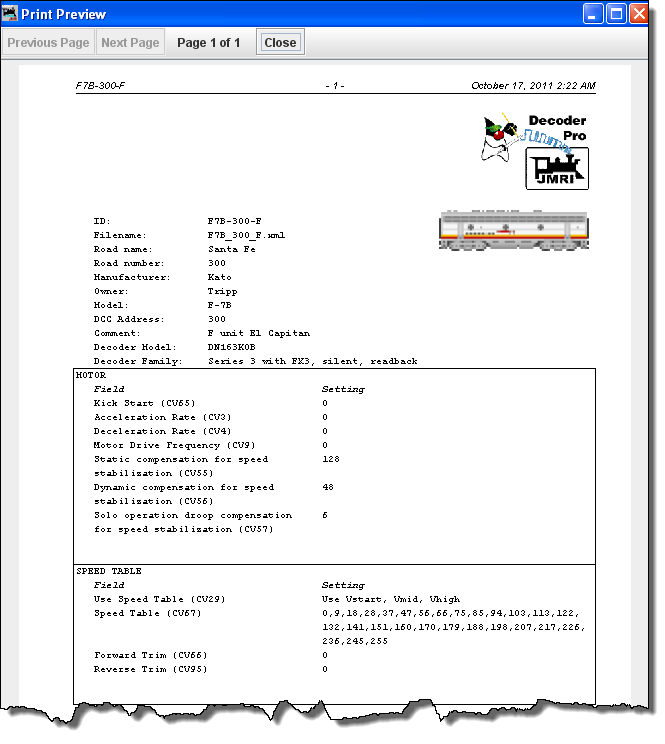 Print Preview
Previous Page Next Page Page 1 of 1 Close
F7B-300-F - 1 - October 17, 2011 2:22 AM
Decoder
Pro
JMRI
ID: F7B-300-F
Filename: F7B_300_F.xml
Road name: Santa Fe
Road number: 300
Manufacturer: Kato
Owner: Tripp
Model: F-7B
DCC Address: 300
Comment: F unit El Capitan
Decoder Model: DN163K0B
Decoder Family: Series 3 with FX3, silent, readback
MOTOR
Field Setting
Kick Start (CV65) 0
Acceleration Rate (CV3) 0
Deceleration Rate (CV4) 0
Motor Drive Frequency (CV9) 0
Static compensation for speed 128
stabilization (CV55)
Dynamic compensation for speed 48
stabilization (CV56)
Solo operation droop compensation 6
for speed stabilization (CV57)
SPEED TABLE
Field Setting
Use Speed Table (CV29) Use Vstart, Vmid, Vhigh
Speed Table (CV67) 0,9,18,28,37,47,56,66,75,85,94,103,113,122,
132,141,151,160,170,179,188,198,207,217,226,
236,245,255
Forward Trim (CV66) 0
Reverse Trim (CV95) 0